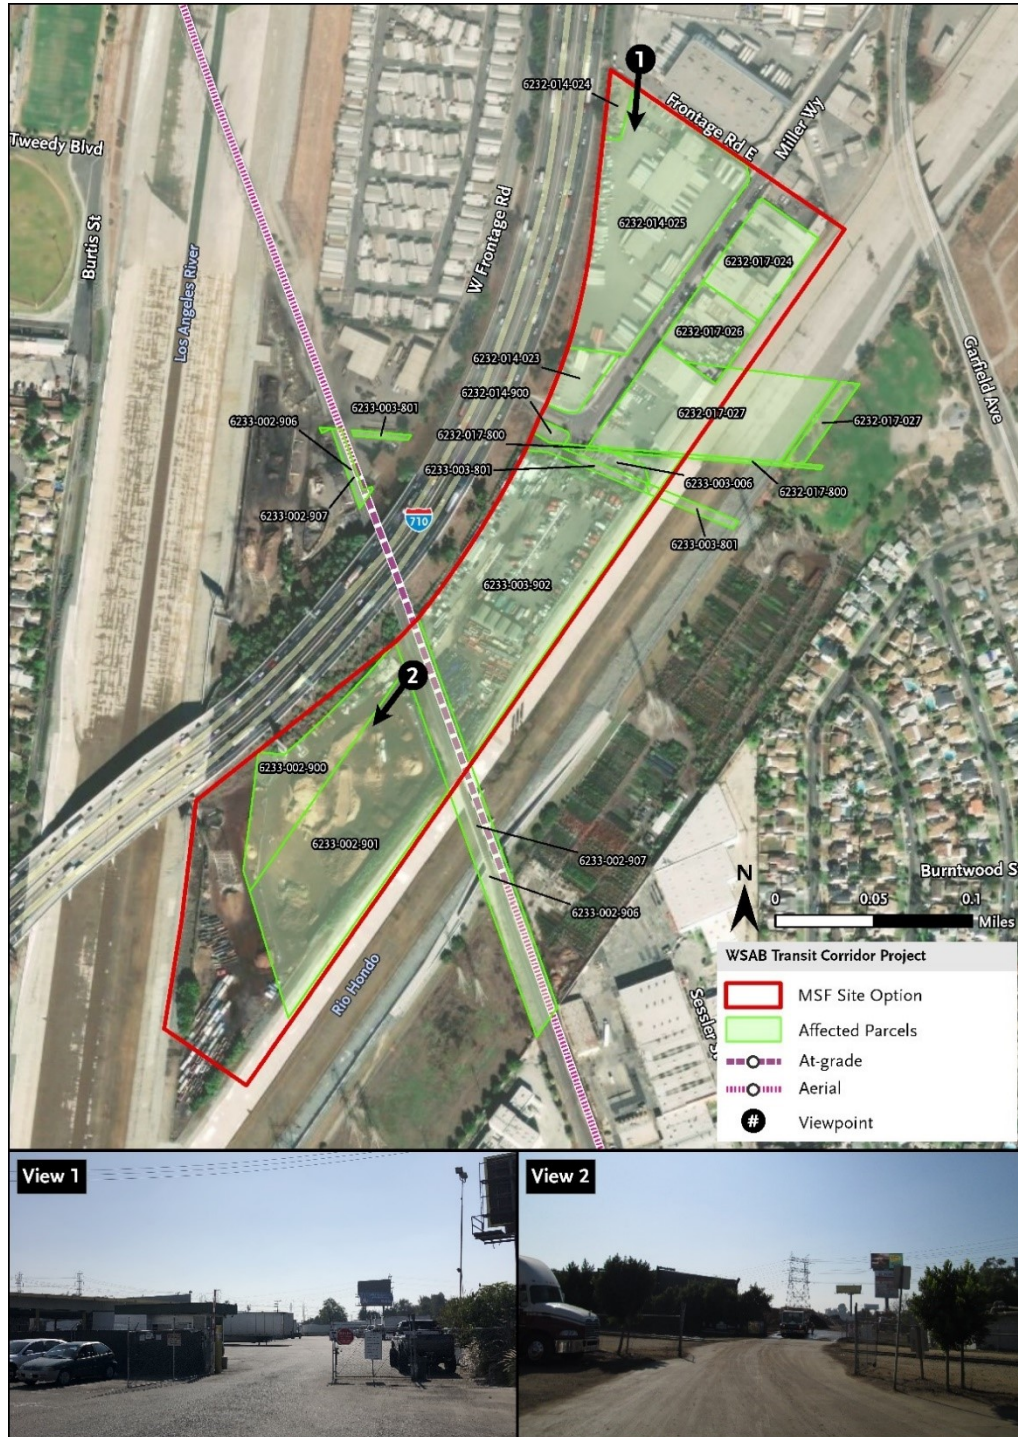 1
6232-014-024
Frontage Rd E
Miller Wy
Tweedy Blvd
Burtis St
W Frontage Rd
Los Angeles River
6232-014-025
6232-017-024
6232-017-026
Garfield Ave
6232-014-023
6232-014-900
6233-003-801
6233-002-906
6232-017-027
6232-017-027
6232-017-800
6233-003-801
6233-003-006
6232-017-800
6233-002-907
710
6233-003-801
6233-003-902
2
6233-002-900
6233-002-901
6233-002-907
6233-002-906
Burntwood S
N
0 0.05 0.1
Miles
Rio Hondo
Sessler S
WSAB Transit Corridor Project
MSF Site Option
Affected Parcels
At-grade
Aerial
# Viewpoint
View 1
View 2